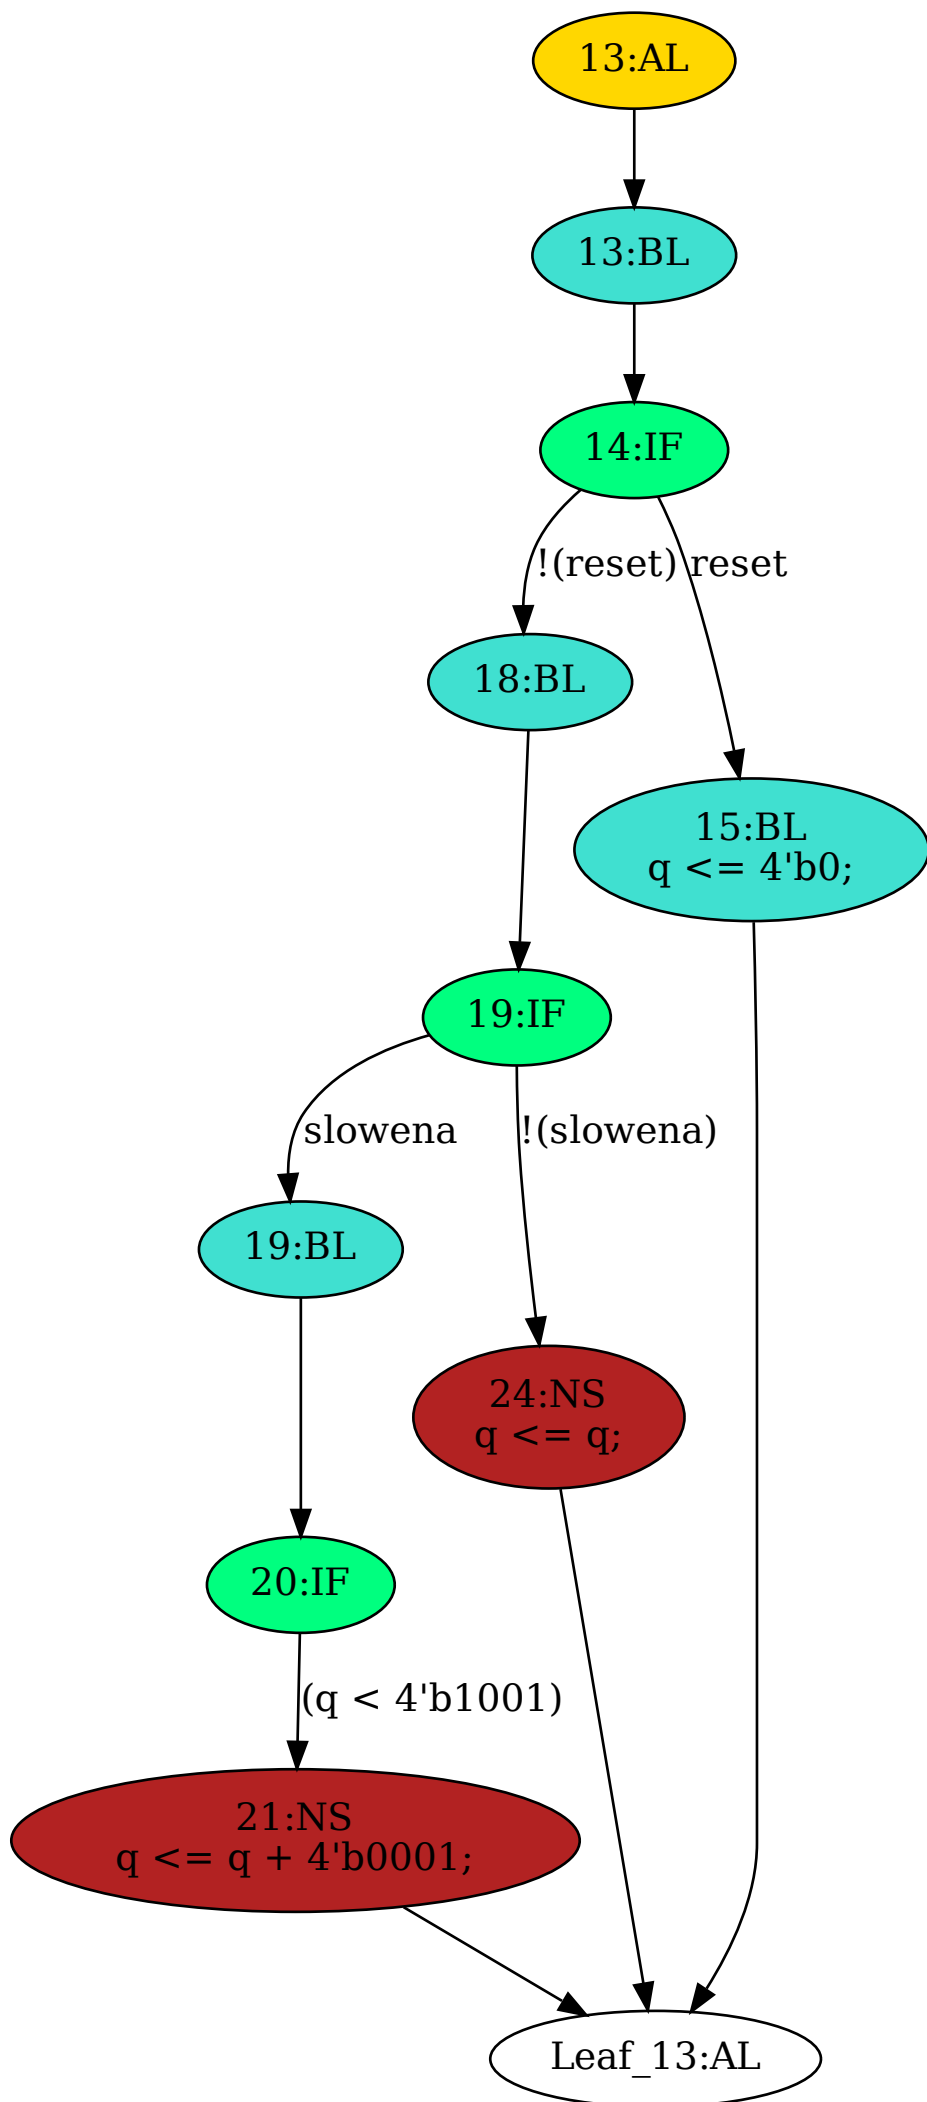 13:AL
13:BL
14:IF
!(reset)
reset
18:BL
15:BL
q <= 4'b0;
19:IF
slowena
!(slowena)
19:BL
24:NS
q <= q;
20:IF
(q < 4'b1001)
21:NS
q <= q + 4'b0001;
Leaf_13:AL